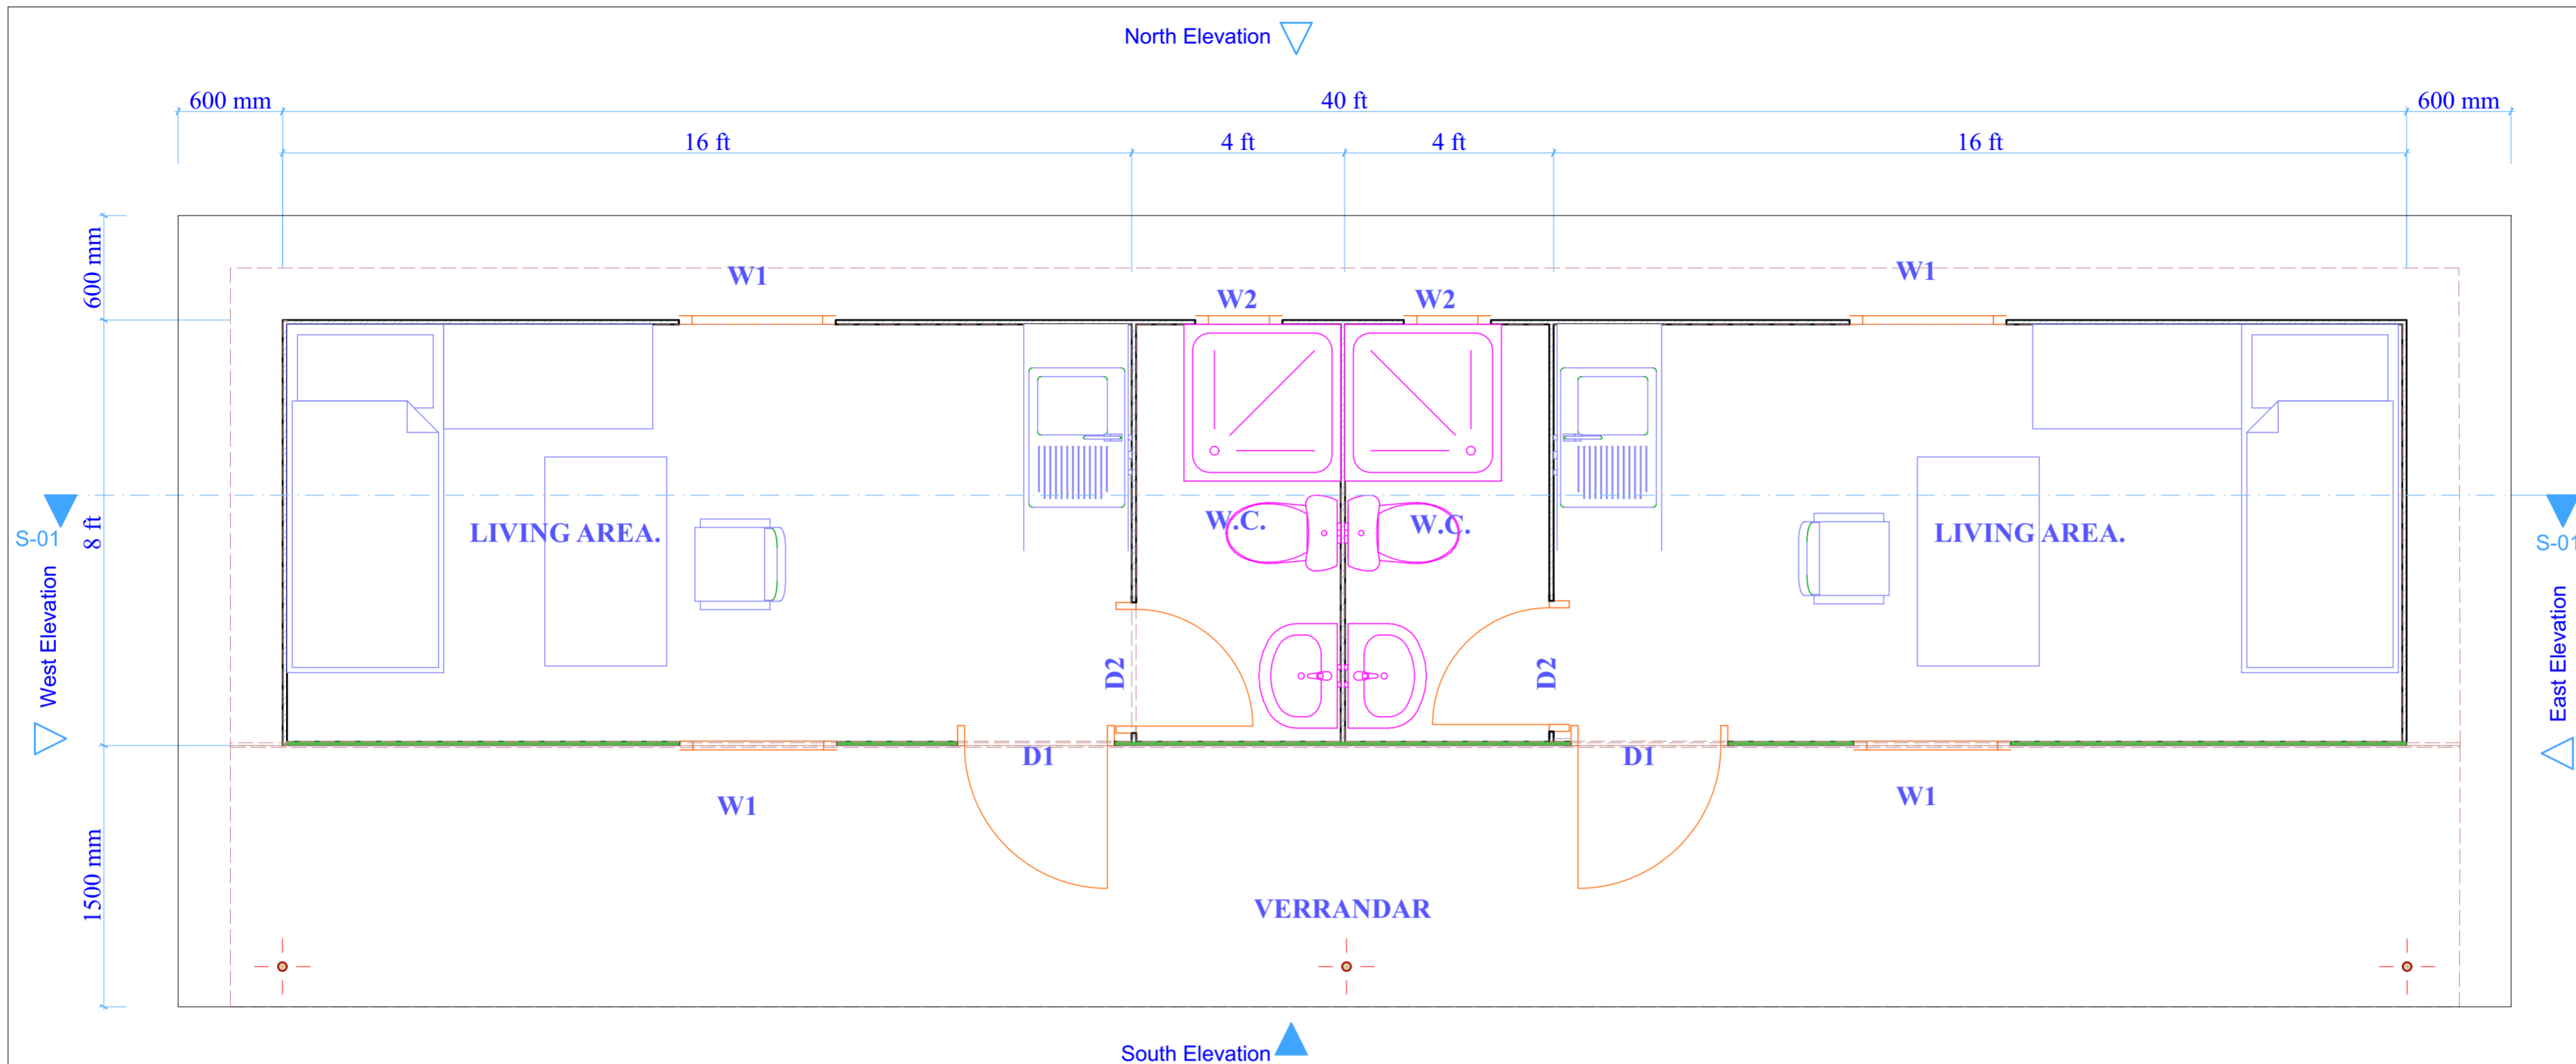 North Elevation
600 mm
40 ft
600 mm
16 ft
4 ft
4 ft
16 ft
600 mm
W1
W2
W2
W1
8 ft
S-01
LIVING AREA.
W.C.
W.C.
LIVING AREA.
S-01
West Elevation
D2
D2
East Elevation
D1
D1
W1
W1
1500 mm
VERRANDAR
South Elevation